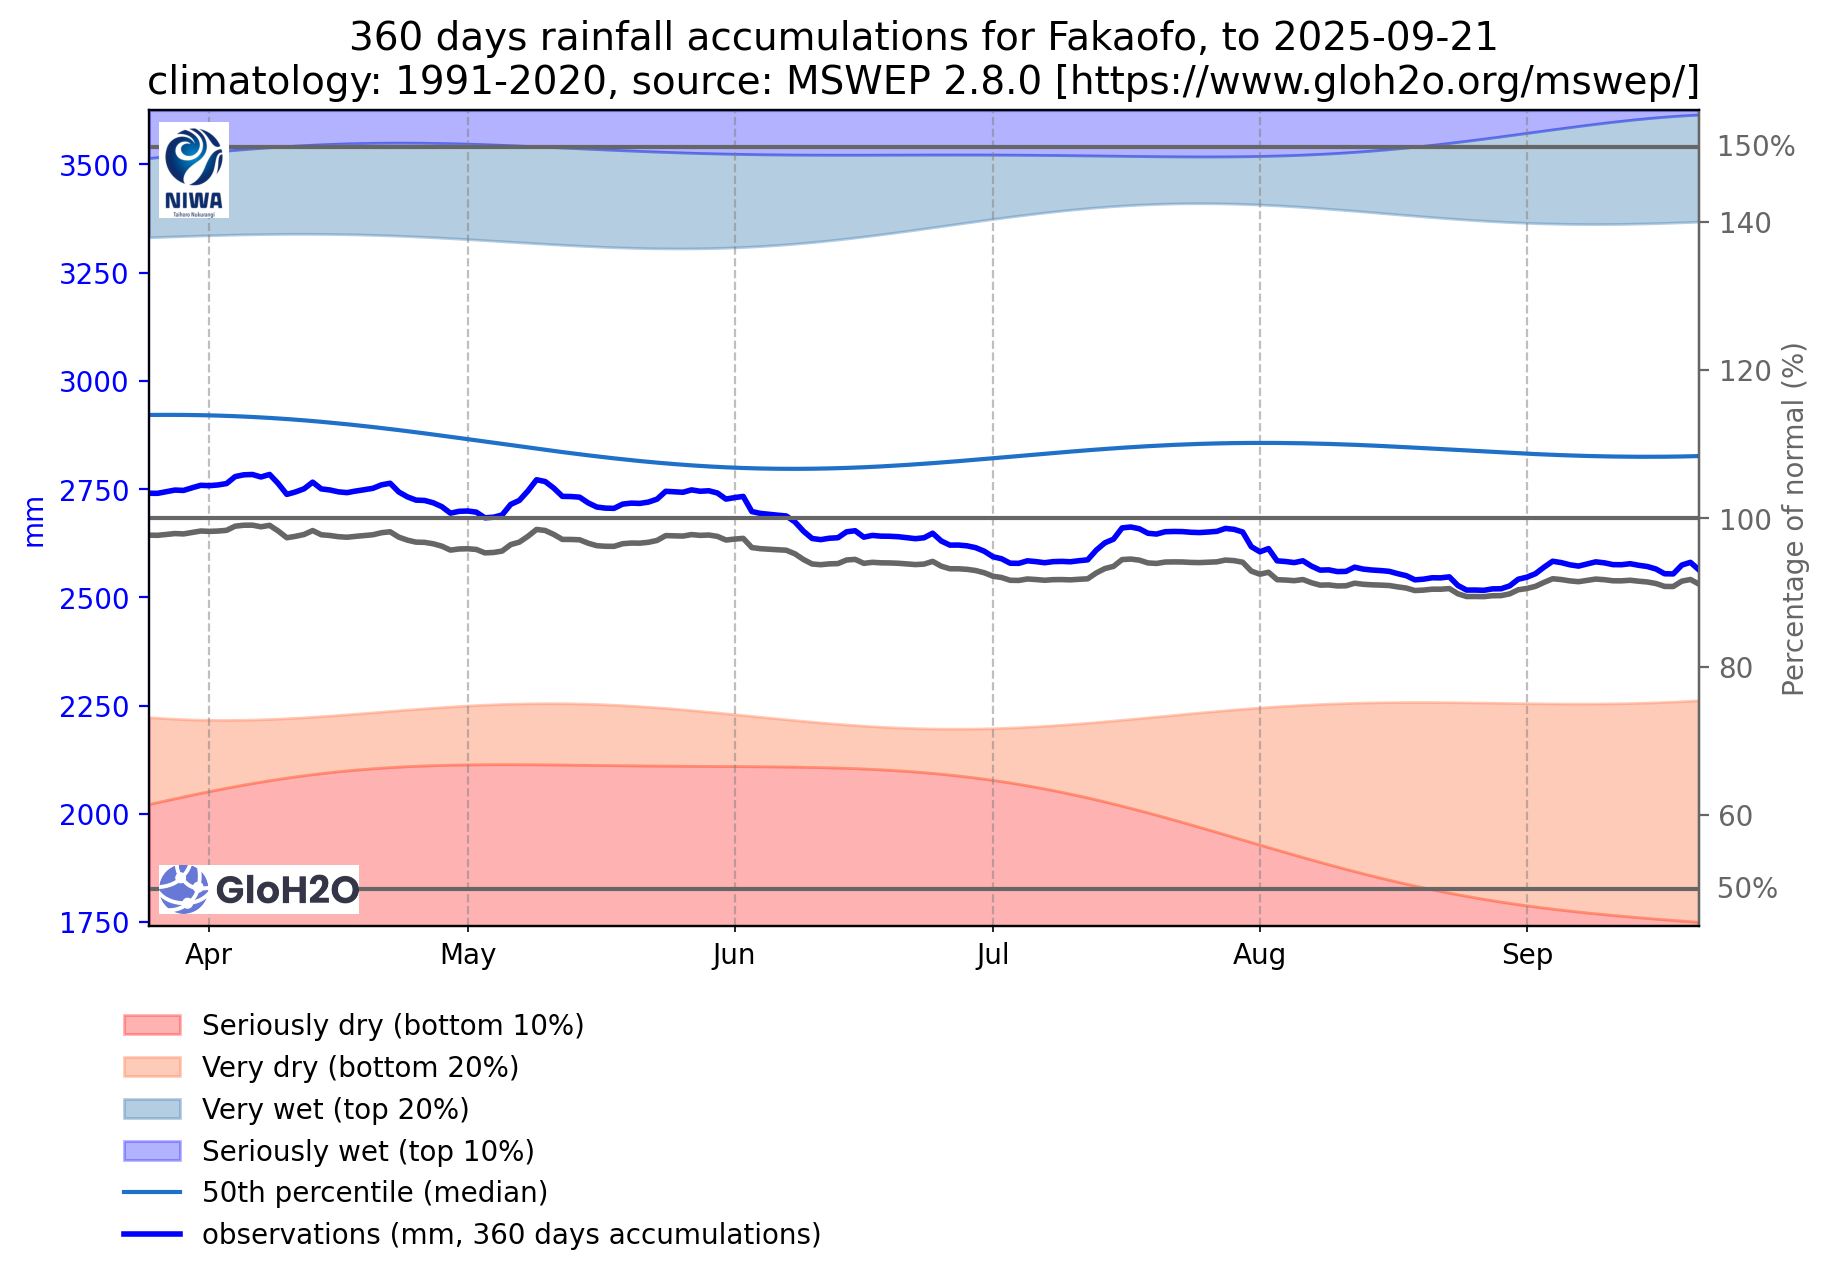 360 days rainfall accumulations for Fakaofo, to 2025-09-21
climatology: 1991-2020, source: MSWEP 2.8.0 [https://www.gloh2o.org/mswep/]
NIWA
Taihoro Nukurangi
3500
3250
3000
2750
2500
2250
2000
1750
mm
150%
140
120
100
80
60
50%
Percentage of normal (%)
GloH2O
Apr
May
Jun
Jul
Aug
Sep
Seriously dry (bottom 10%)
Very dry (bottom 20%)
Very wet (top 20%)
Seriously wet (top 10%)
50th percentile (median)
observations (mm, 360 days accumulations)